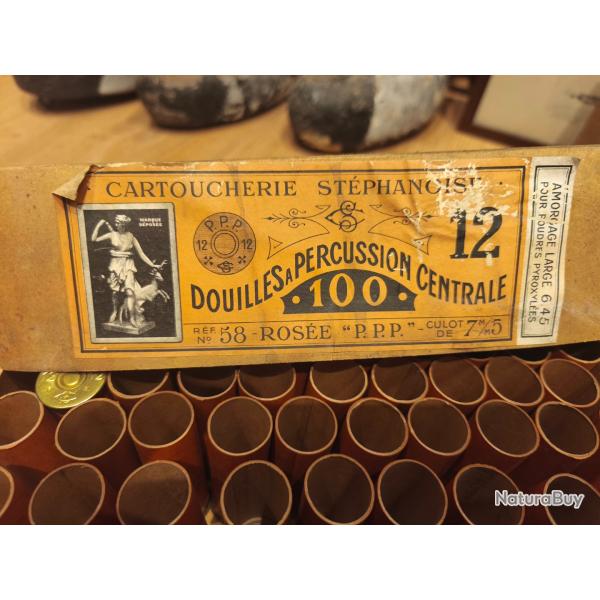 CARTOUCHERIE STÉPHANOISE
MARQUE
DÉPOSÉE
P.P.P
12 12
12
DOUILLES À PERCUSSION CENTRALE
100
RÉF. No 58 - ROSÉE "P.P.P." - CULOT DE 7 M/M 5
AMORÇAGE LARGE 6.45
POUR POUDRES PYROXYLÉES
NaturaBuy